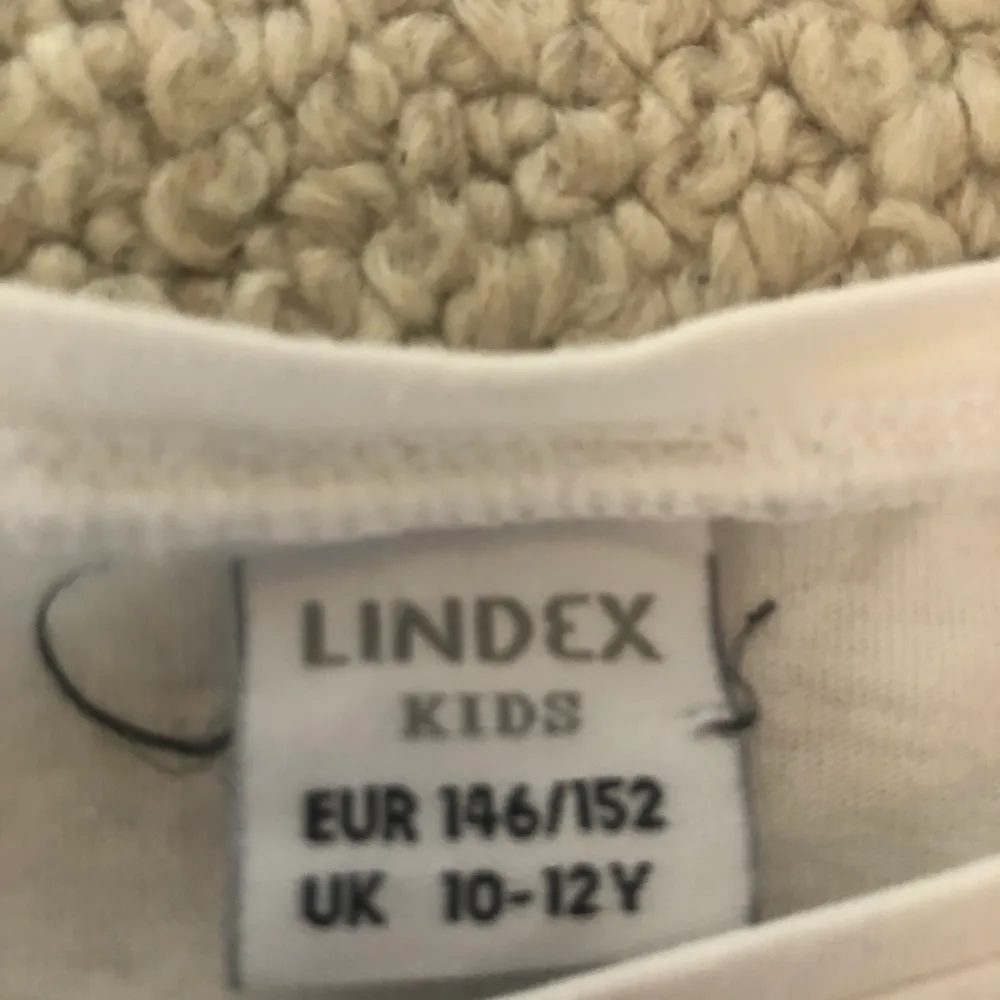 LINDEX
KIDS
EUR 146/152
UK 10-12Y